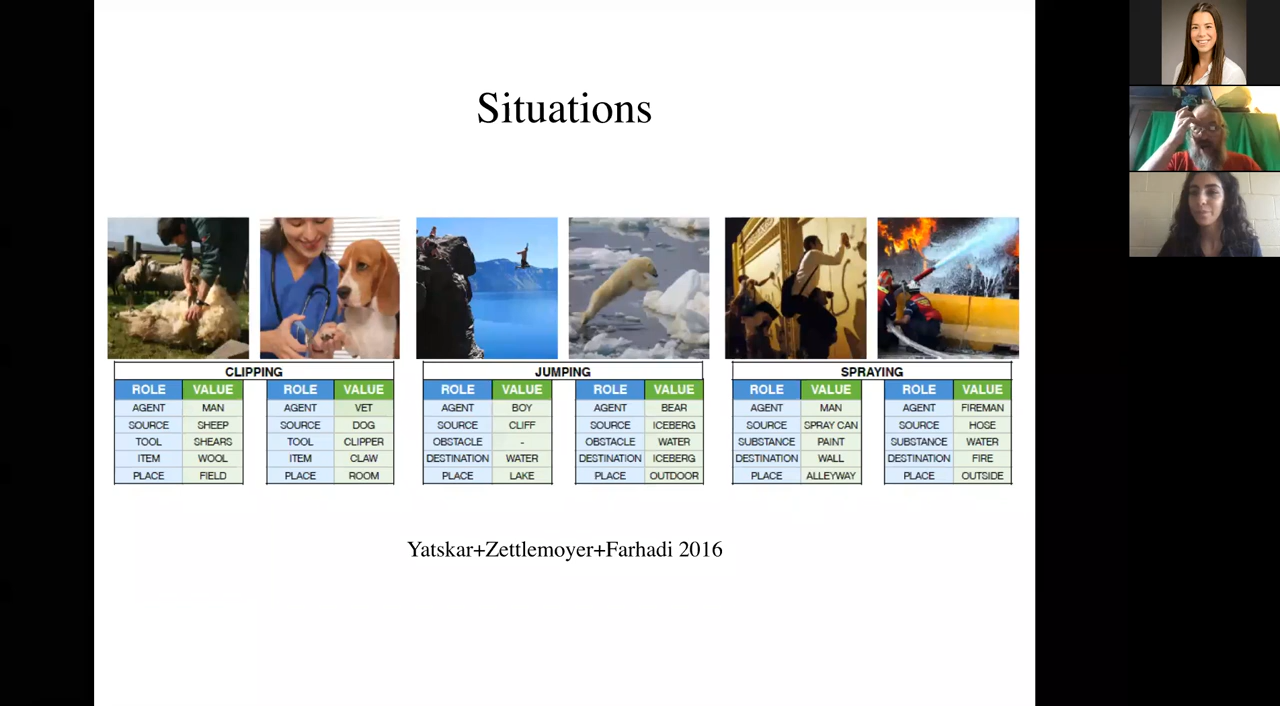 Situations
CLIPPING
JUMPING
SPRAYING
ROLE VALUE ROLE VALUE ROLE VALUE ROLE VALUE ROLE VALUE ROLE VALUE
AGENT MAN AGENT VET AGENT BOY AGENT BEAR AGENT MAN AGENT FIREMAN
SOURCE SHEEP SOURCE DOG SOURCE CLIFF SOURCE ICEBERG SOURCE SPRAY CAN SOURCE HOSE
TOOL SHEARS TOOL CLIPPER OBSTACLE - OBSTACLE WATER SUBSTANCE PAINT SUBSTANCE WATER
ITEM WOOL ITEM CLAW DESTINATION WATER DESTINATION ICEBERG DESTINATION WALL DESTINATION FIRE
PLACE FIELD PLACE ROOM PLACE LAKE PLACE OUTDOOR PLACE ALLEYWAY PLACE OUTSIDE
Yatskar+Zettlemoyer+Farhadi 2016